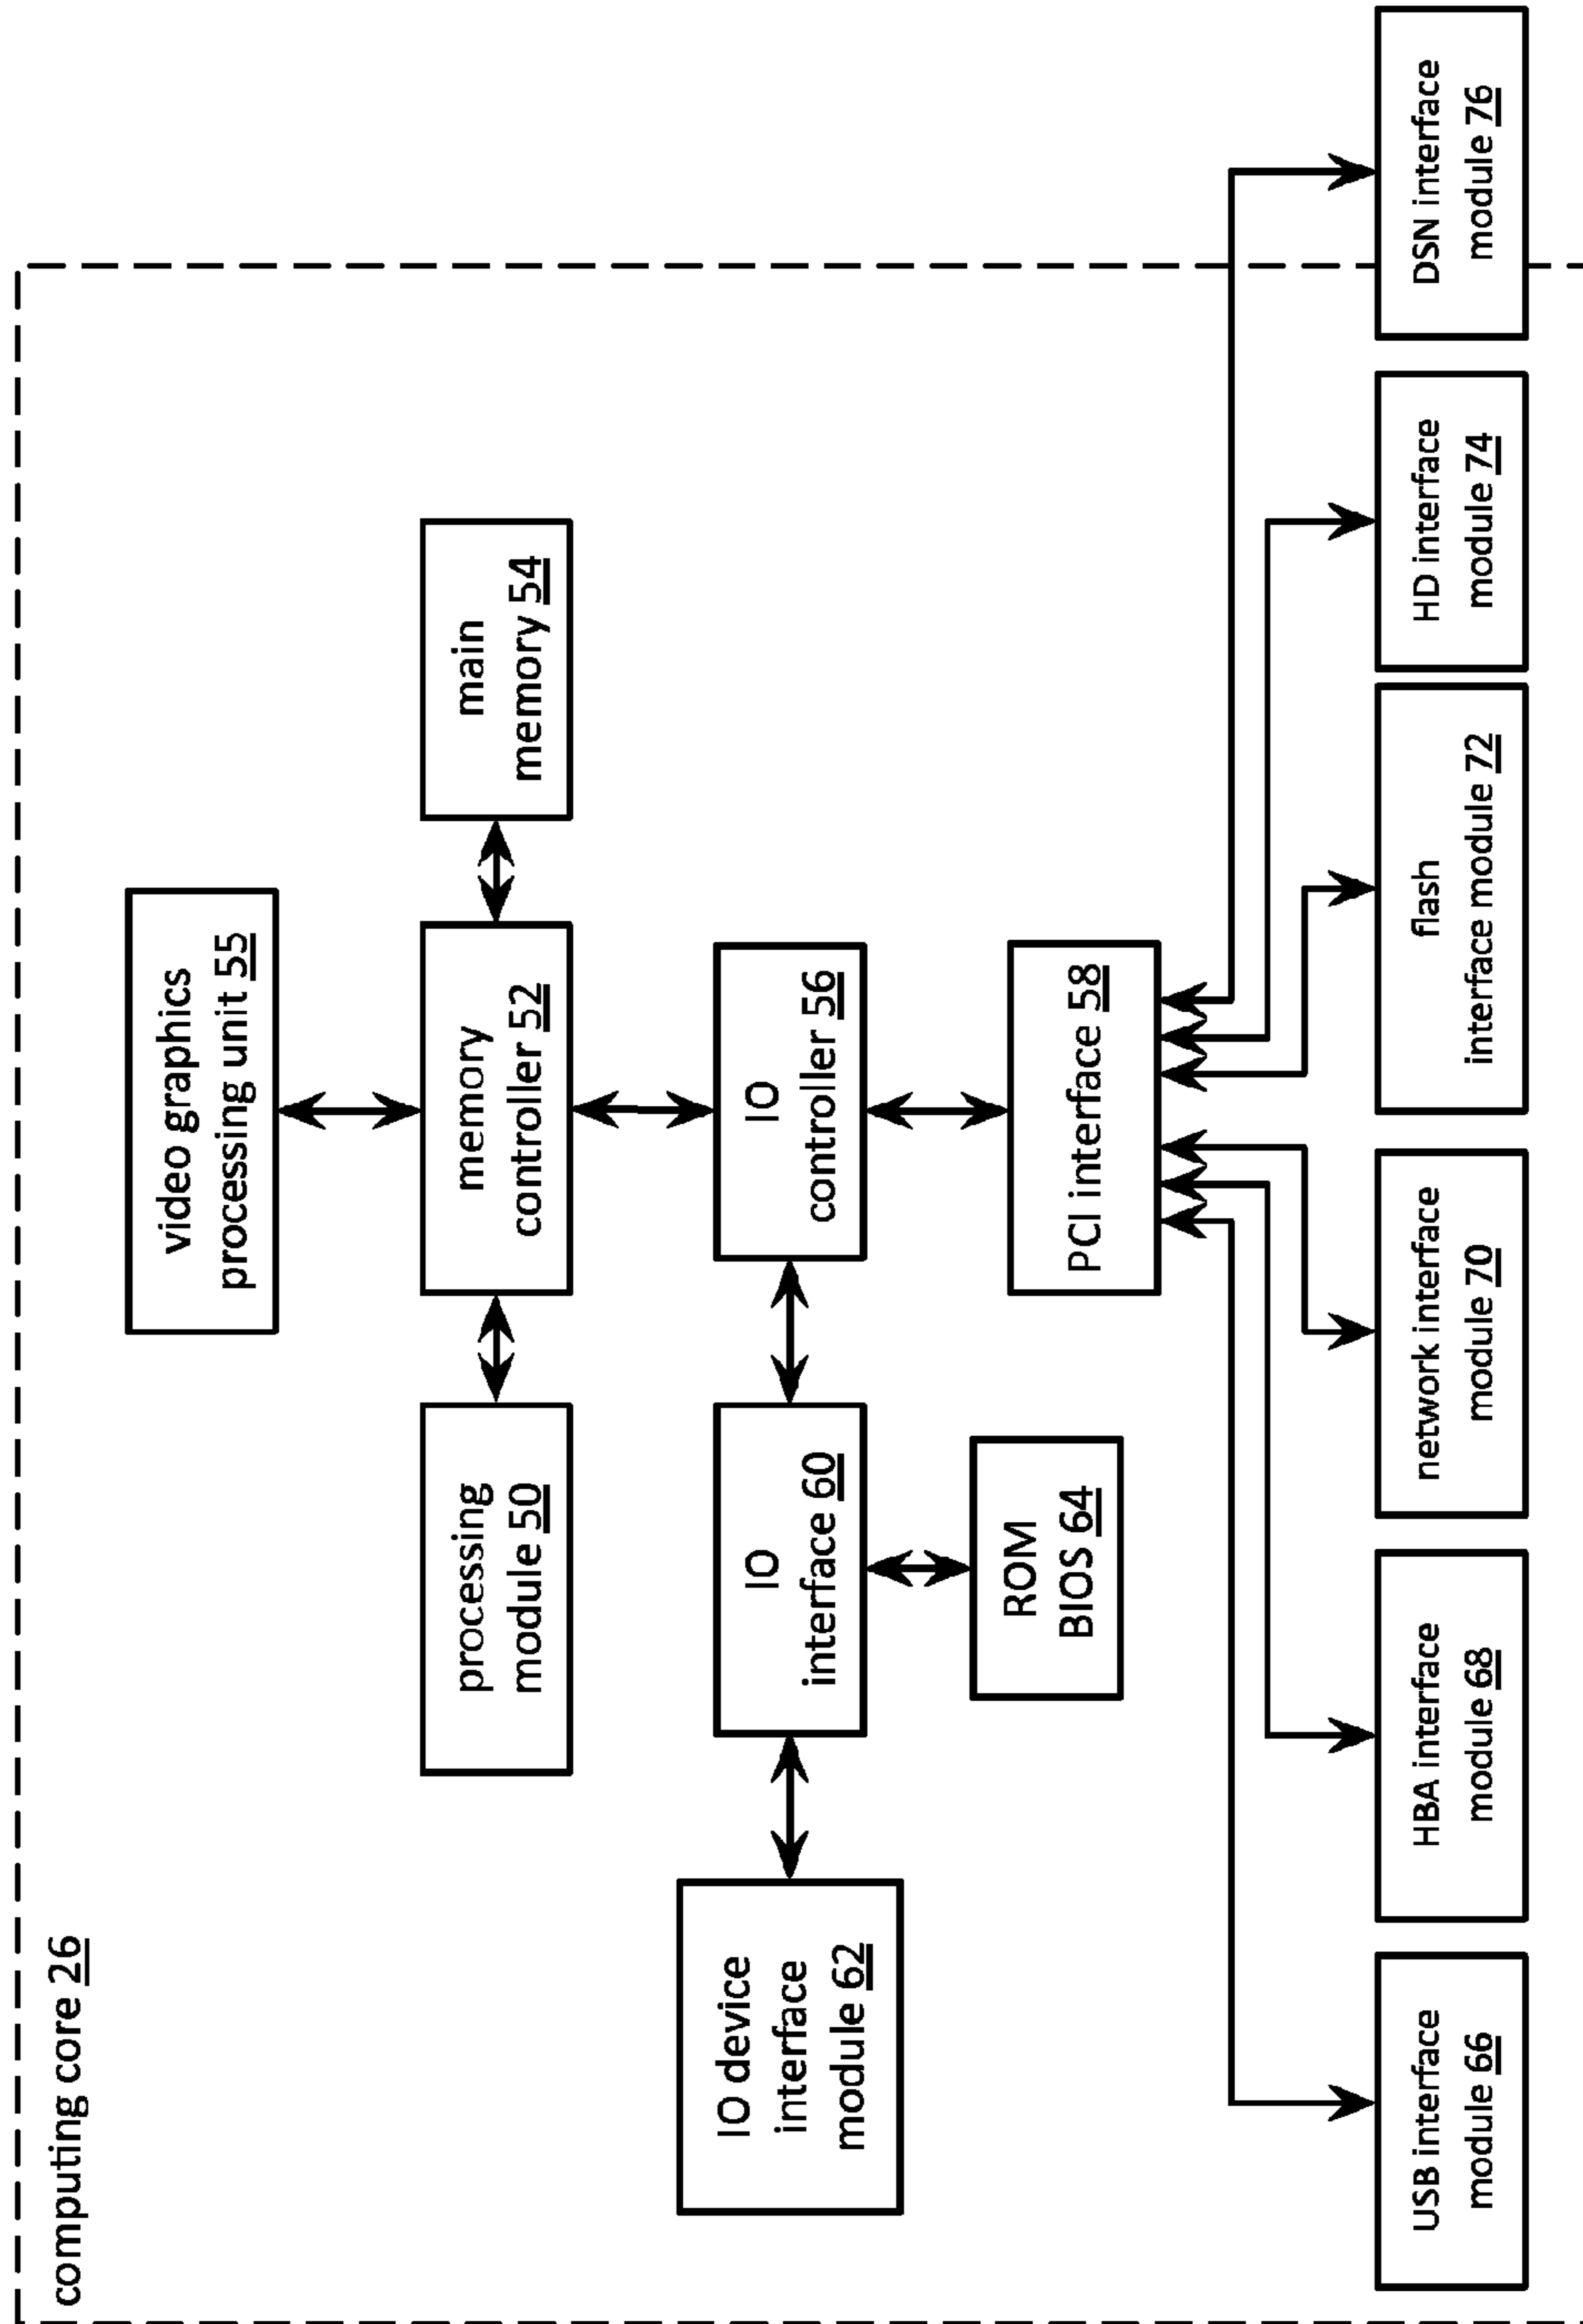 computing core 26
video graphics
processing unit 55
processing
module 50
memory
controller 52
main
memory 54
IO device
interface
module 62
IO
interface 60
IO
controller 56
ROM
BIOS 64
PCI interface 58
USB interface
module 66
HBA interface
module 68
network interface
module 70
flash
interface module 72
HD interface
module 74
DSN interface
module 76